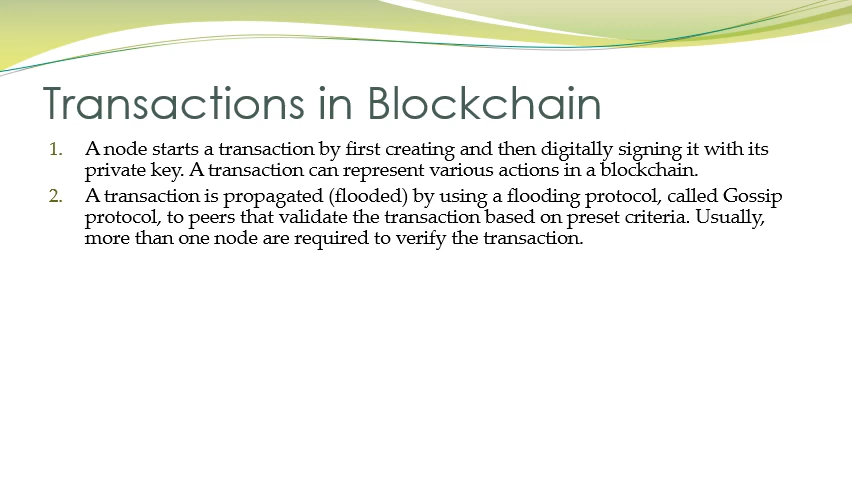 Transactions in Blockchain
1. A node starts a transaction by first creating and then digitally signing it with its
private key. A transaction can represent various actions in a blockchain.
2. A transaction is propagated (flooded) by using a flooding protocol, called Gossip
protocol, to peers that validate the transaction based on preset criteria. Usually,
more than one node are required to verify the transaction.